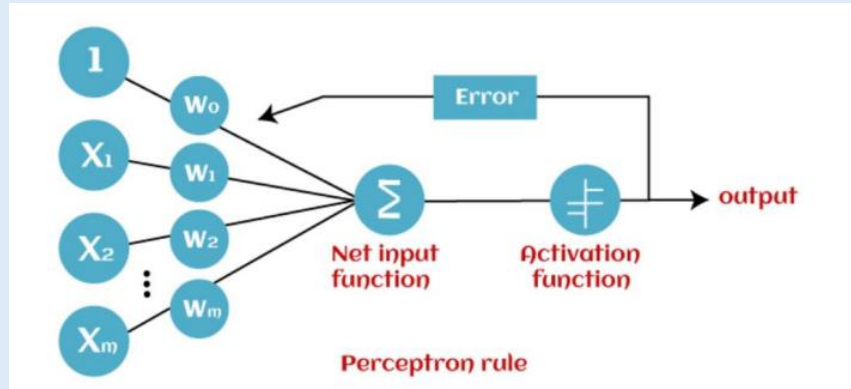 1
W₀
Error
X₁
W₁
Σ
output
X₂
W₂
Net input
function
Activation
function
Xₘ
Wₘ
Perceptron rule